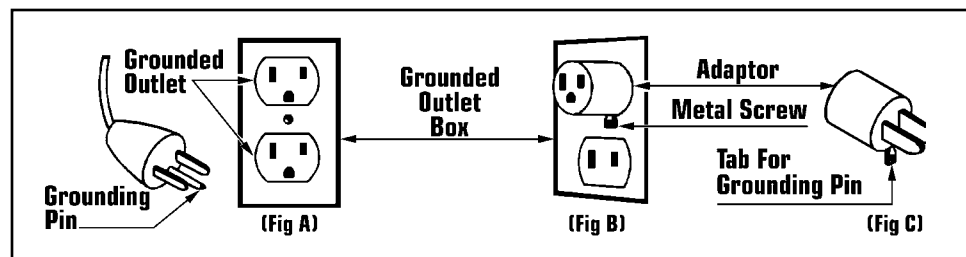 Grounded
Outlet
Grounding
Pin
(Fig A)
Grounded
Outlet
Box
(Fig B)
Adaptor
Metal Screw
Tab For
Grounding Pin
(Fig C)